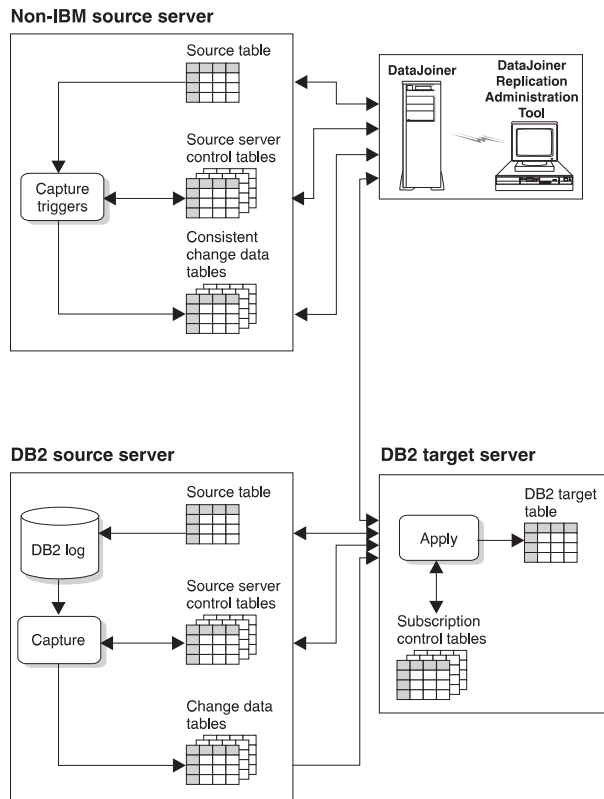 Non-IBM source server
Source table
Source server
control tables
Capture
triggers
Consistent
change data
tables
DataJoiner
DataJoiner
Replication
Administration
Tool
DB2 source server
Source table
DB2 log
Source server
control tables
Capture
Change data
tables
DB2 target server
DB2 target
table
Apply
Subscription
control tables